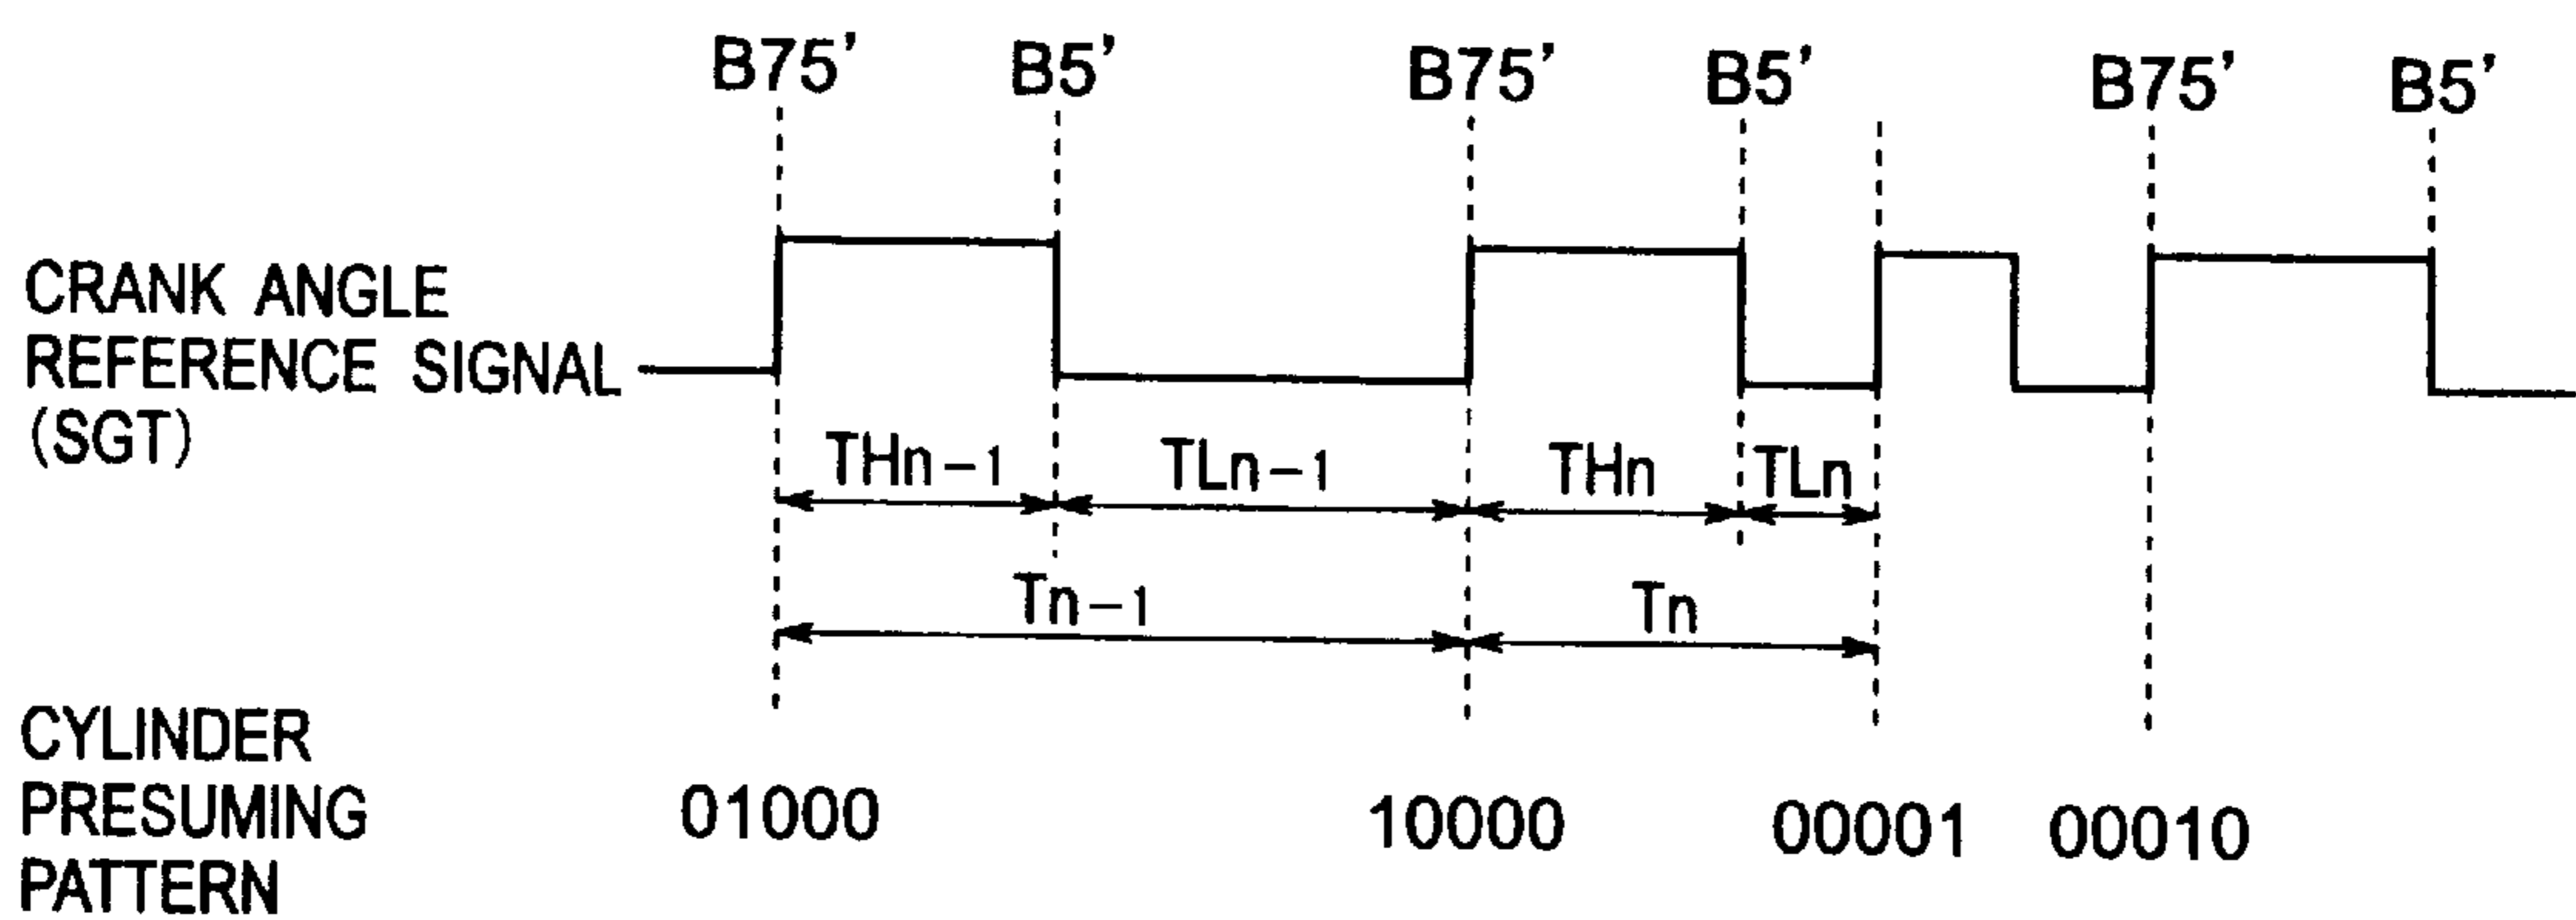 B75' B5' B75' B5' B75' B5'
CRANK ANGLE
REFERENCE SIGNAL
(SGT)
THn-1 TLn-1 THn TLn
Tn-1 Tn
CYLINDER
PRESUMING
PATTERN
01000 10000 00001 00010